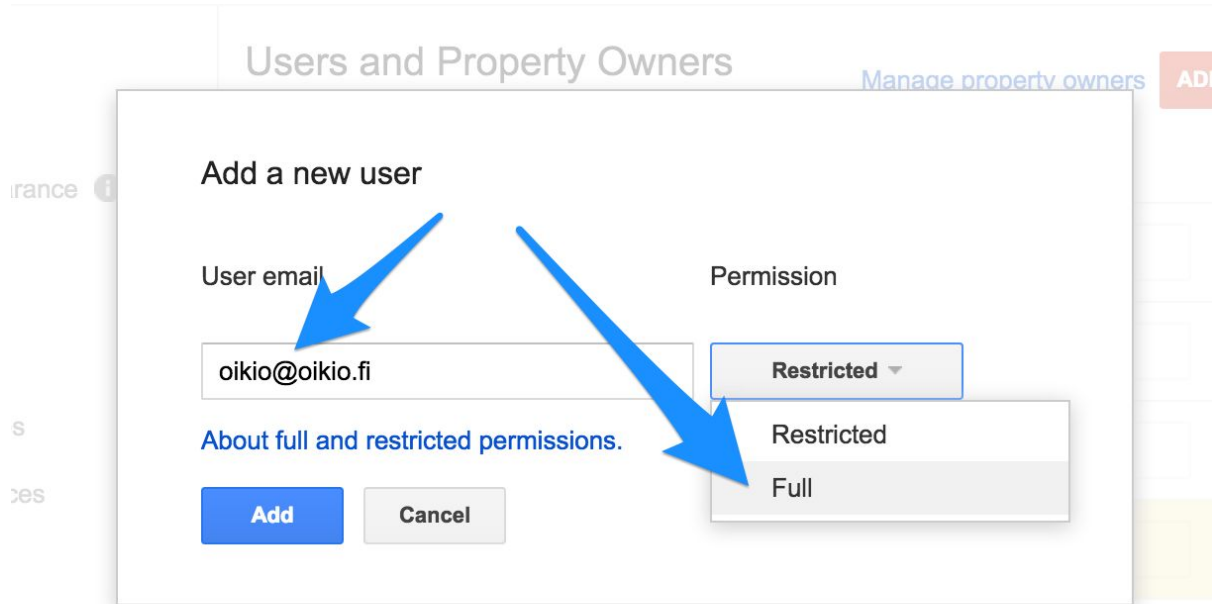 Users and Property Owners
Manage property owners
Add a new user
User email
Permission
oikio@oikio.fi
Restricted
Restricted
About full and restricted permissions.
Full
Add
Cancel